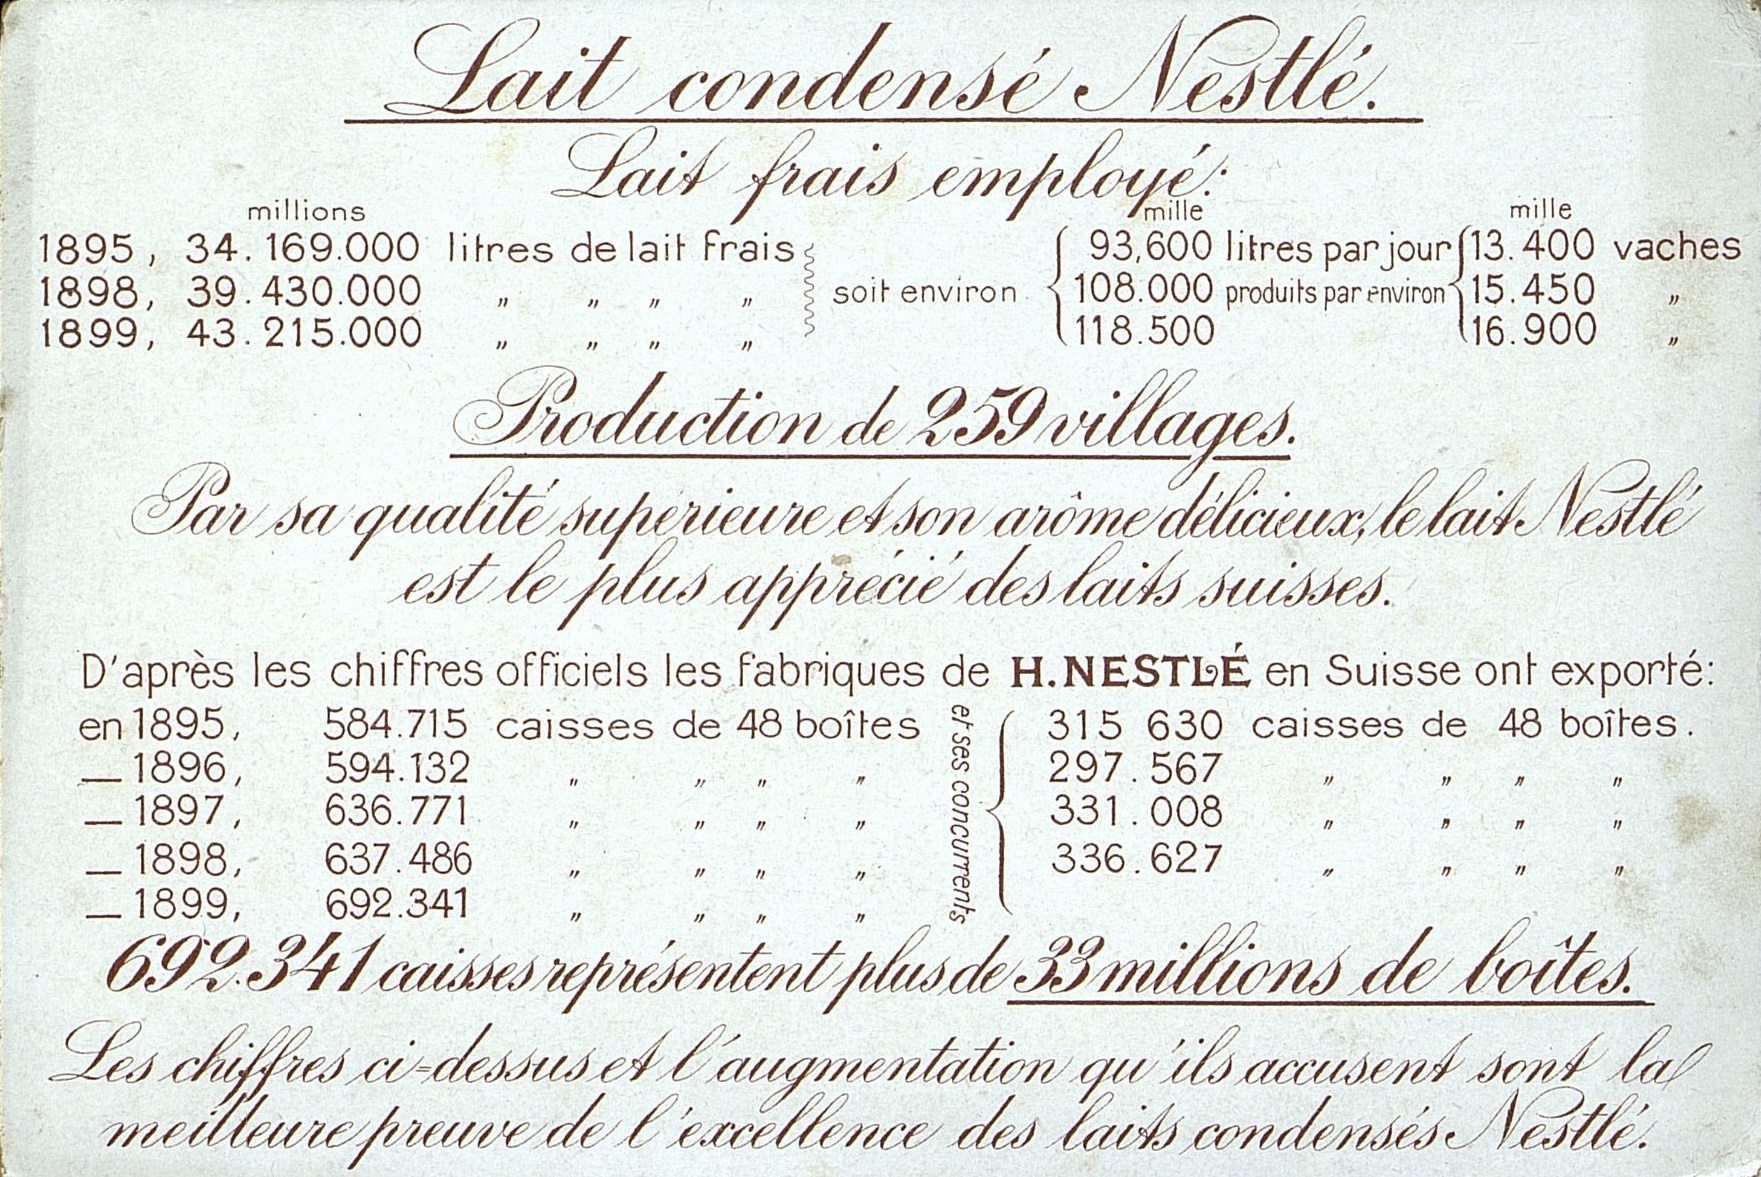 Lait condensé Nestlé.
Lait frais employé:
millions mille mille
1895, 34.169.000 litres de lait frais soit environ 93,600 litres par jour 13.400 vaches
1898, 39.430.000 „ „ „ „ 108.000 produits par environ 15.450 „
1899, 43.215.000 „ „ „ „ 118.500 16.900 „
Production de 259 villages.
Par sa qualité supérieure et son arôme délicieux, le lait Nestlé
est le plus apprécié des laits suisses.
D'après les chiffres officiels les fabriques de H. NESTLÉ en Suisse ont exporté:
en 1895, 584.715 caisses de 48 boîtes et ses concurrents 315 630 caisses de 48 boîtes.
— 1896, 594.132 „ „ „ „ 297.567 „ „ „ „
— 1897, 636.771 „ „ „ „ 331.008 „ „ „ „
— 1898, 637.486 „ „ „ „ 336.627 „ „ „ „
— 1899, 692.341 „ „ „ „
692.341 caisses représentent plus de 33 millions de boîtes.
Les chiffres ci-dessus et l'augmentation qu'ils accusent sont la
meilleure preuve de l'excellence des laits condensés Nestlé.